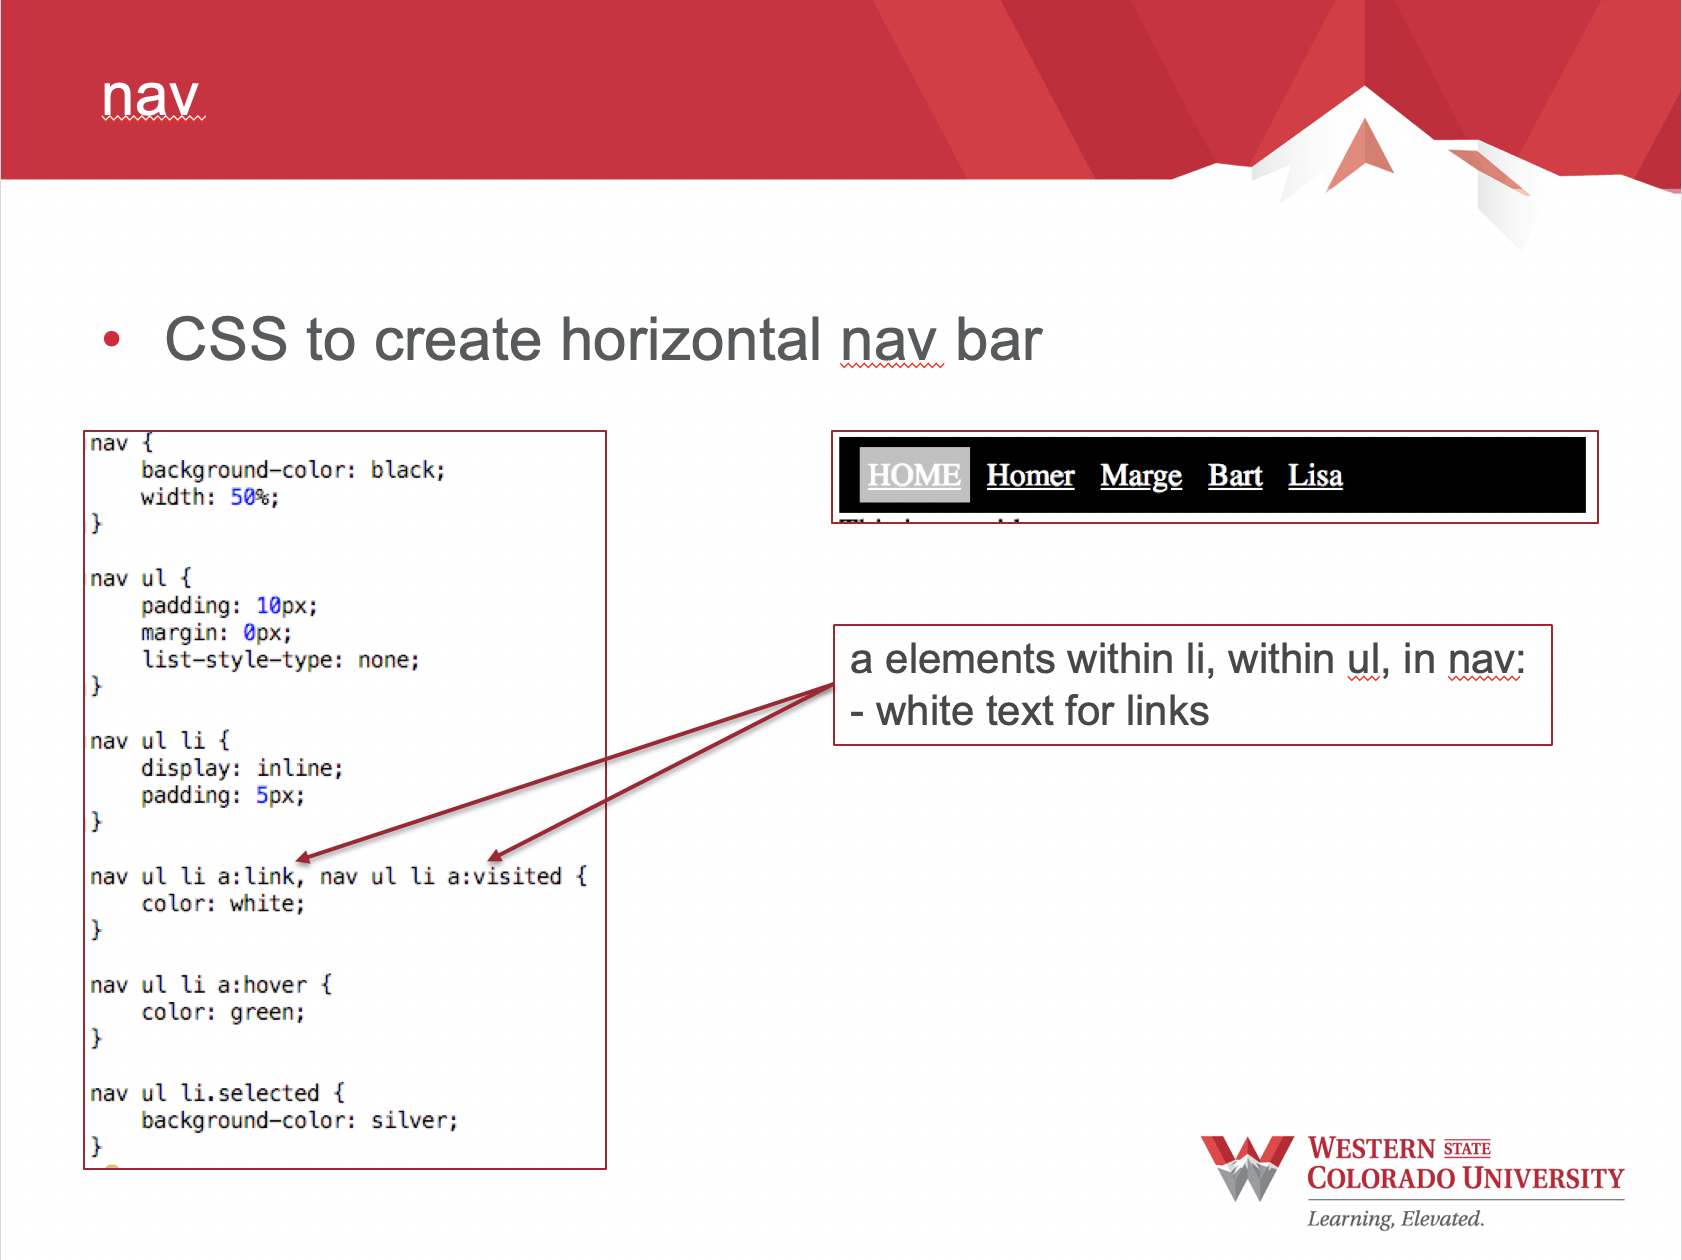 nav
• CSS to create horizontal nav bar
nav {
    background-color: black;
    width: 50%;
}

nav ul {
    padding: 10px;
    margin: 0px;
    list-style-type: none;
}

nav ul li {
    display: inline;
    padding: 5px;
}

nav ul li a:link, nav ul li a:visited {
    color: white;
}

nav ul li a:hover {
    color: green;
}

nav ul li.selected {
    background-color: silver;
}
HOME Homer Marge Bart Lisa
a elements within li, within ul, in nav:
- white text for links
WESTERN STATE
COLORADO UNIVERSITY
Learning, Elevated.